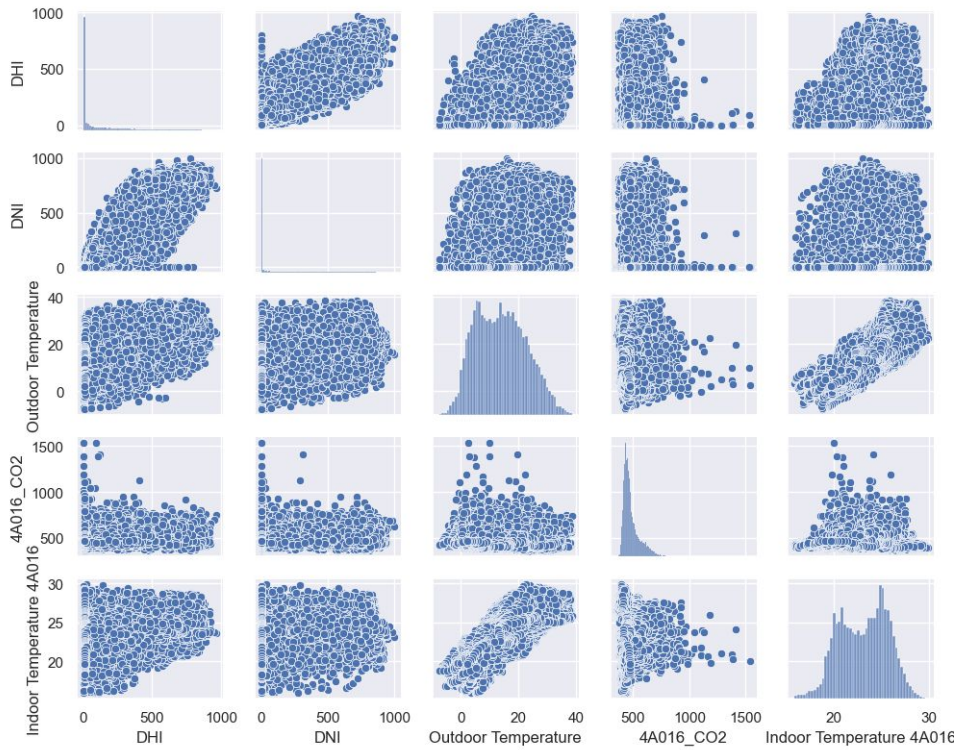 1000
500
0
DHI
1000
500
0
DNI
40
20
0
Outdoor Temperature
1500
1000
500
4A016_CO2
30
25
20
Indoor Temperature 4A016
0 500 1000 0 500 1000 0 20 40 500 1000 1500 20 30
DHI DNI Outdoor Temperature 4A016_CO2 Indoor Temperature 4A016